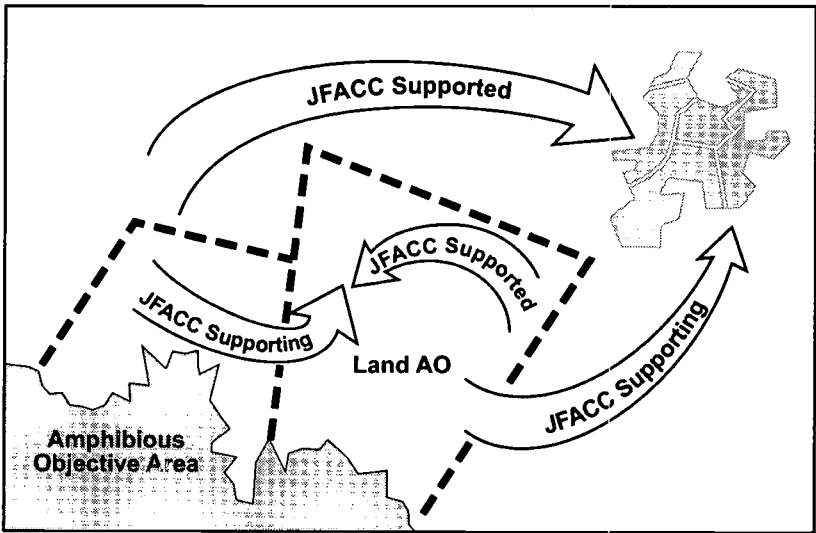 JFACC Supported
JFACC Supported
JFACC Supporting
Land AO
JFACC Supporting
Amphibious
Objective Area